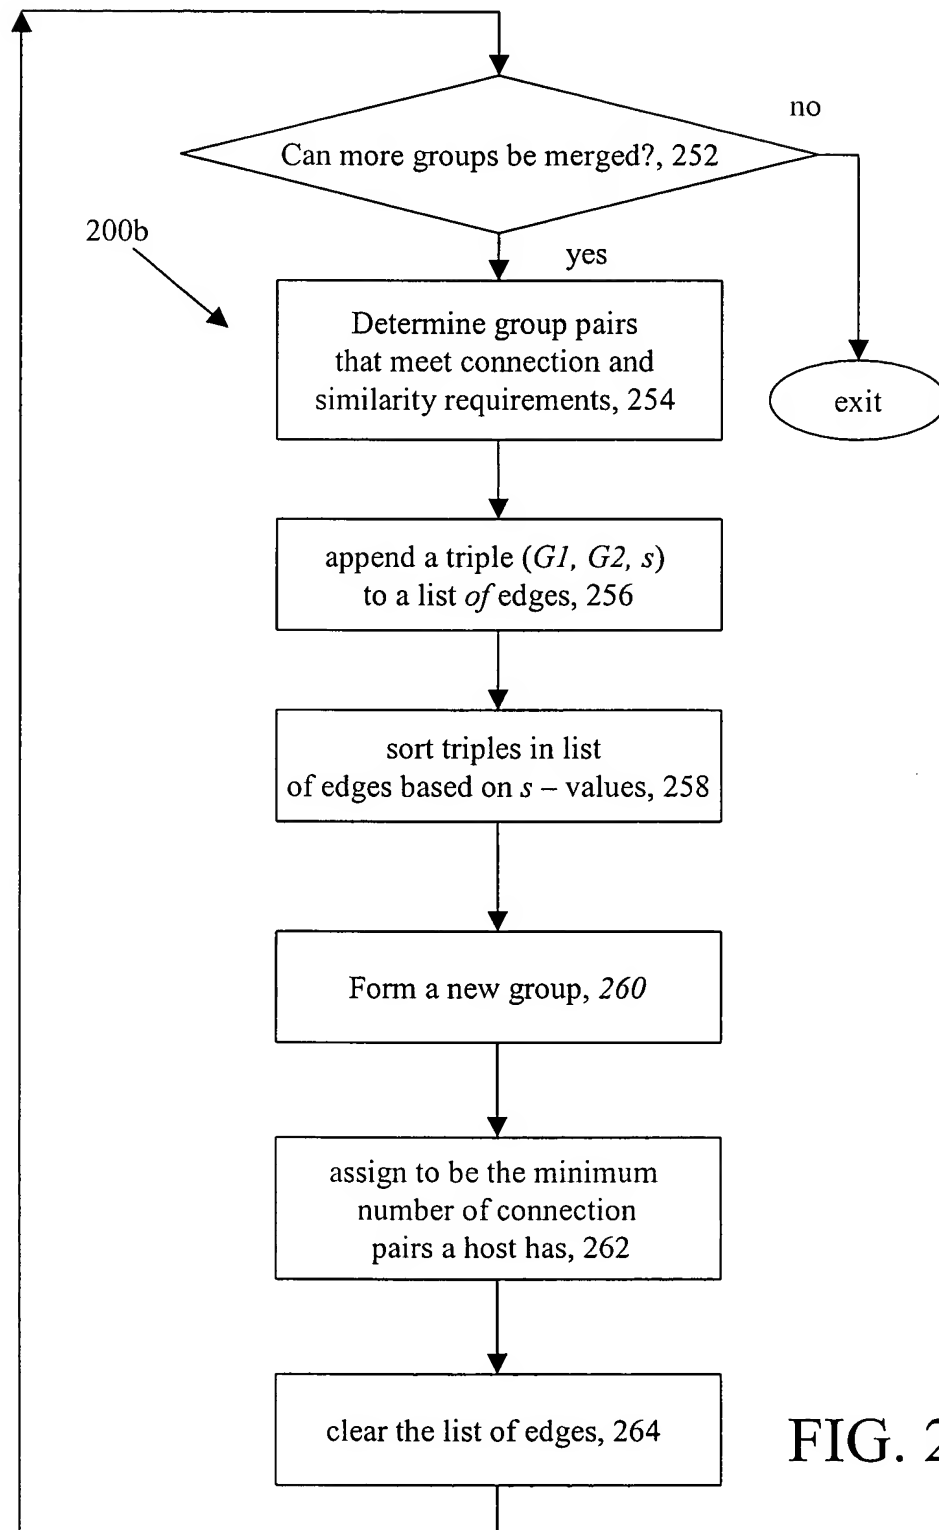 no
Can more groups be merged?, 252
200b
yes
Determine group pairs
that meet connection and
similarity requirements, 254
exit
append a triple (G1, G2, s)
to a list of edges, 256
sort triples in list
of edges based on s – values, 258
Form a new group, 260
assign to be the minimum
number of connection
pairs a host has, 262
clear the list of edges, 264
FIG. 2